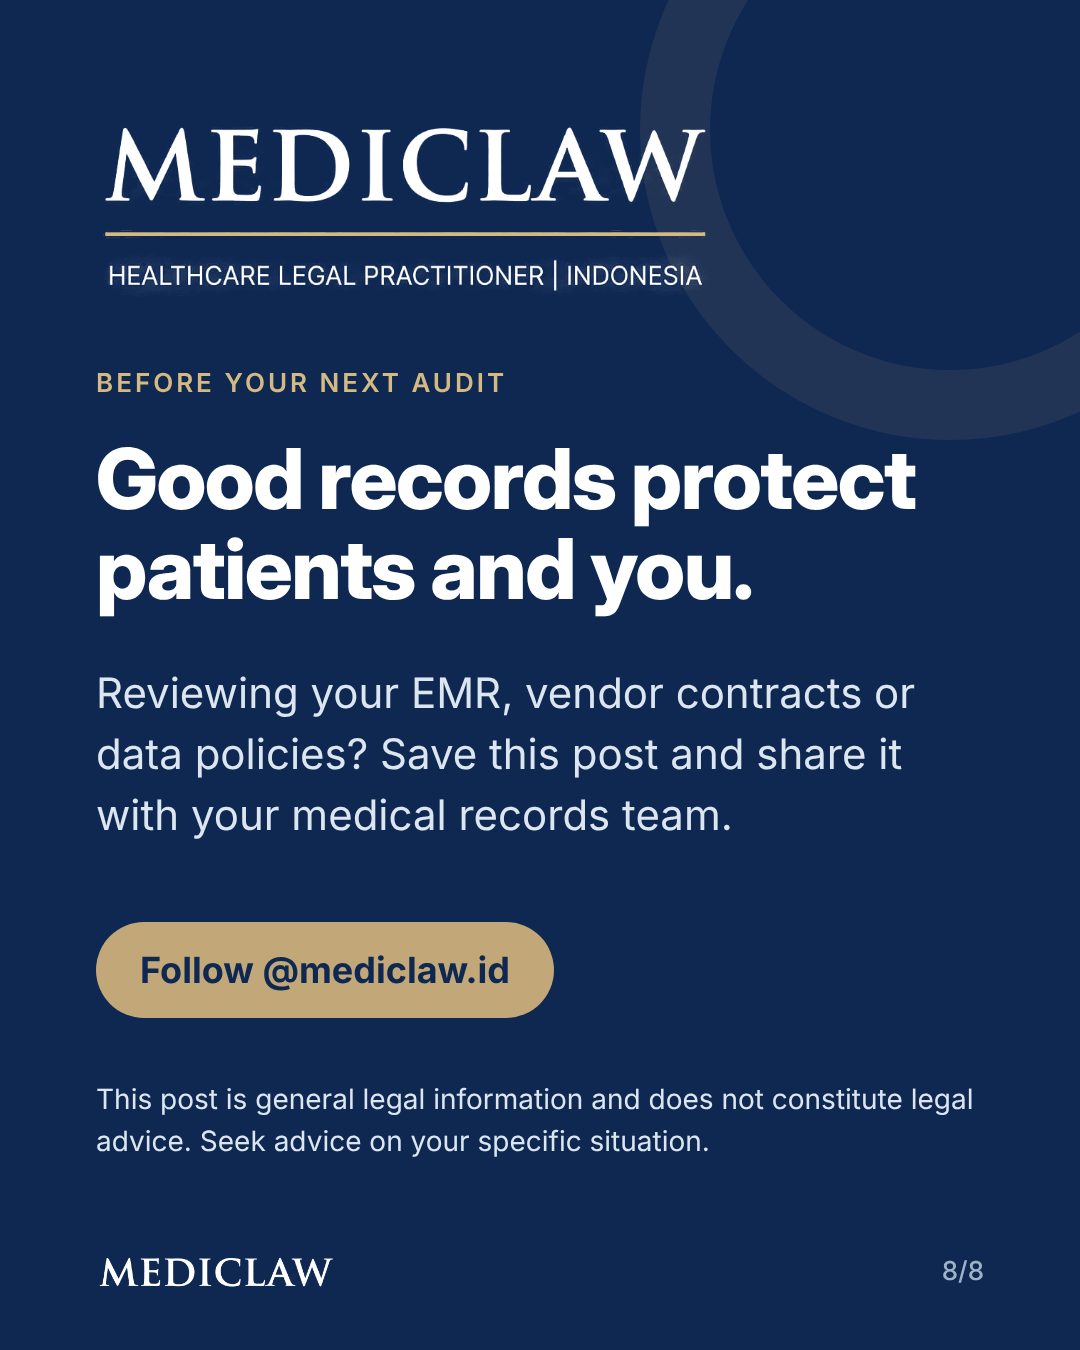 MEDICLAW
HEALTHCARE LEGAL PRACTITIONER | INDONESIA
BEFORE YOUR NEXT AUDIT
Good records protect
patients and you.
Reviewing your EMR, vendor contracts or
data policies? Save this post and share it
with your medical records team.
Follow @mediclaw.id
This post is general legal information and does not constitute legal
advice. Seek advice on your specific situation.
MEDICLAW
8/8